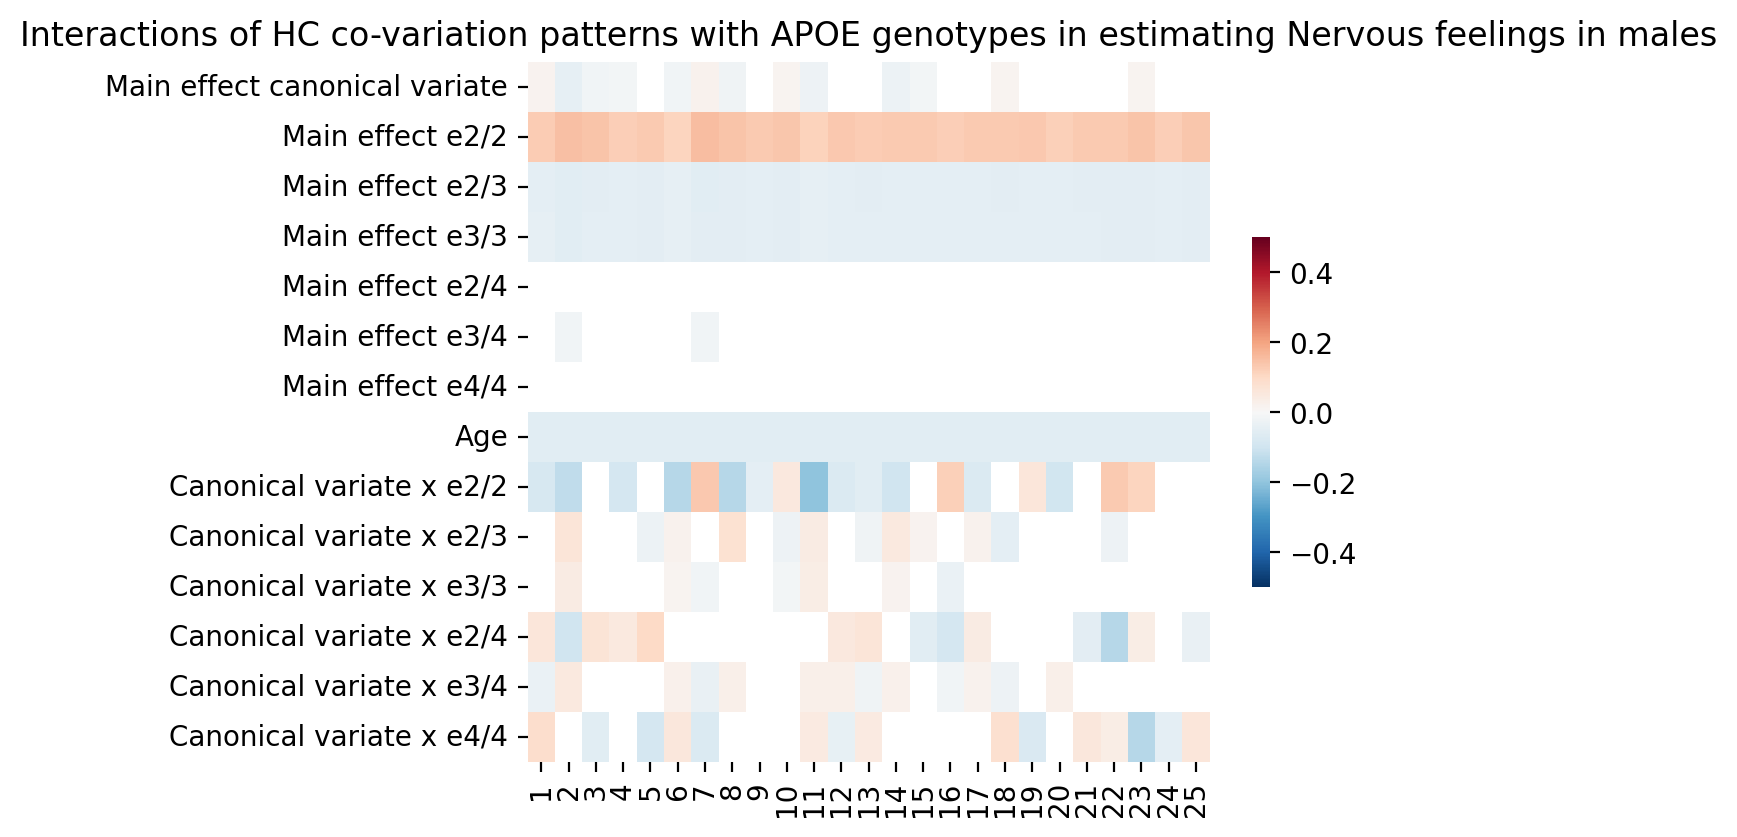 Interactions of HC co-variation patterns with APOE genotypes in estimating Nervous feelings in males
Main effect canonical variate
Main effect e2/2
Main effect e2/3
Main effect e3/3
Main effect e2/4
Main effect e3/4
Main effect e4/4
Age
Canonical variate x e2/2
Canonical variate x e2/3
Canonical variate x e3/3
Canonical variate x e2/4
Canonical variate x e3/4
Canonical variate x e4/4
1 2 3 4 5 6 7 8 9 10 11 12 13 14 15 16 17 18 19 20 21 22 23 24 25
0.4
0.2
0.0
−0.2
−0.4